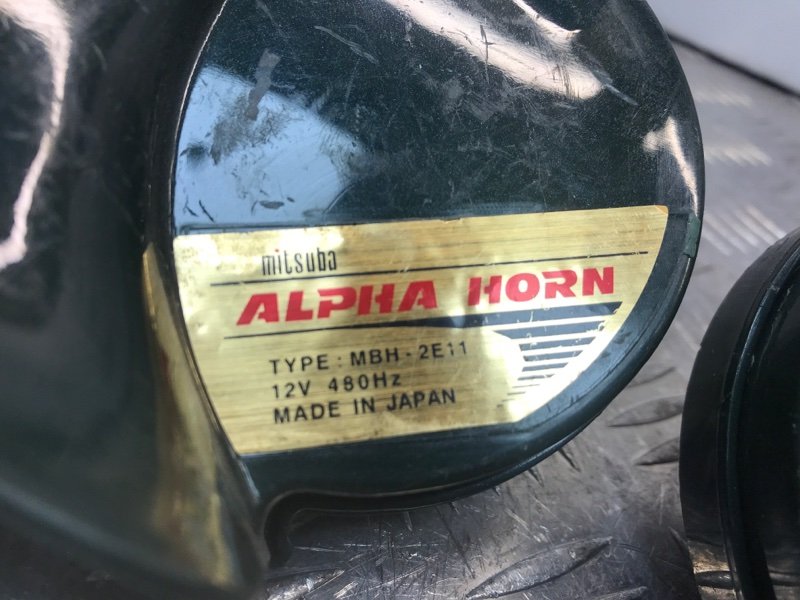 mitsuba
ALPHA HORN
TYPE : MBH - 2E11
12V 480Hz
MADE IN JAPAN